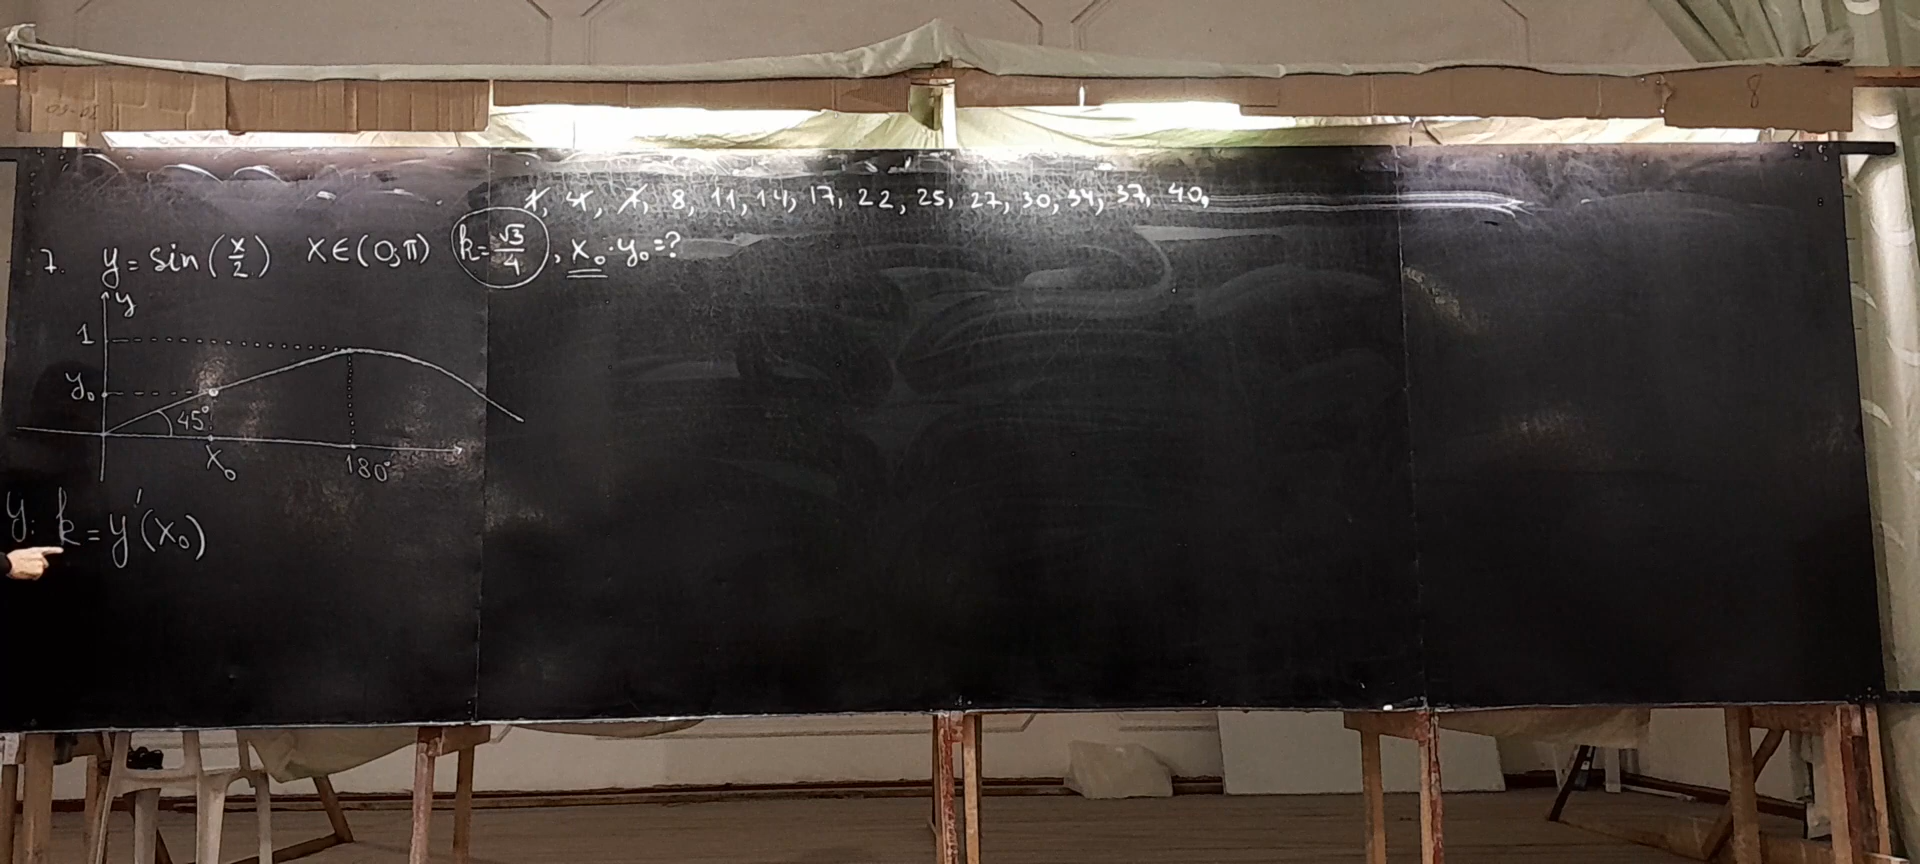 1, 4, 7, 8, 11, 14, 17, 22, 25, 27, 30, 34, 37, 40,
7. y = sin(x/2) x∈(0;π) k=√3/4, x₀·y₀=?
y
1
y₀
45°
x₀ 180°
y: k = y'(x₀)
8